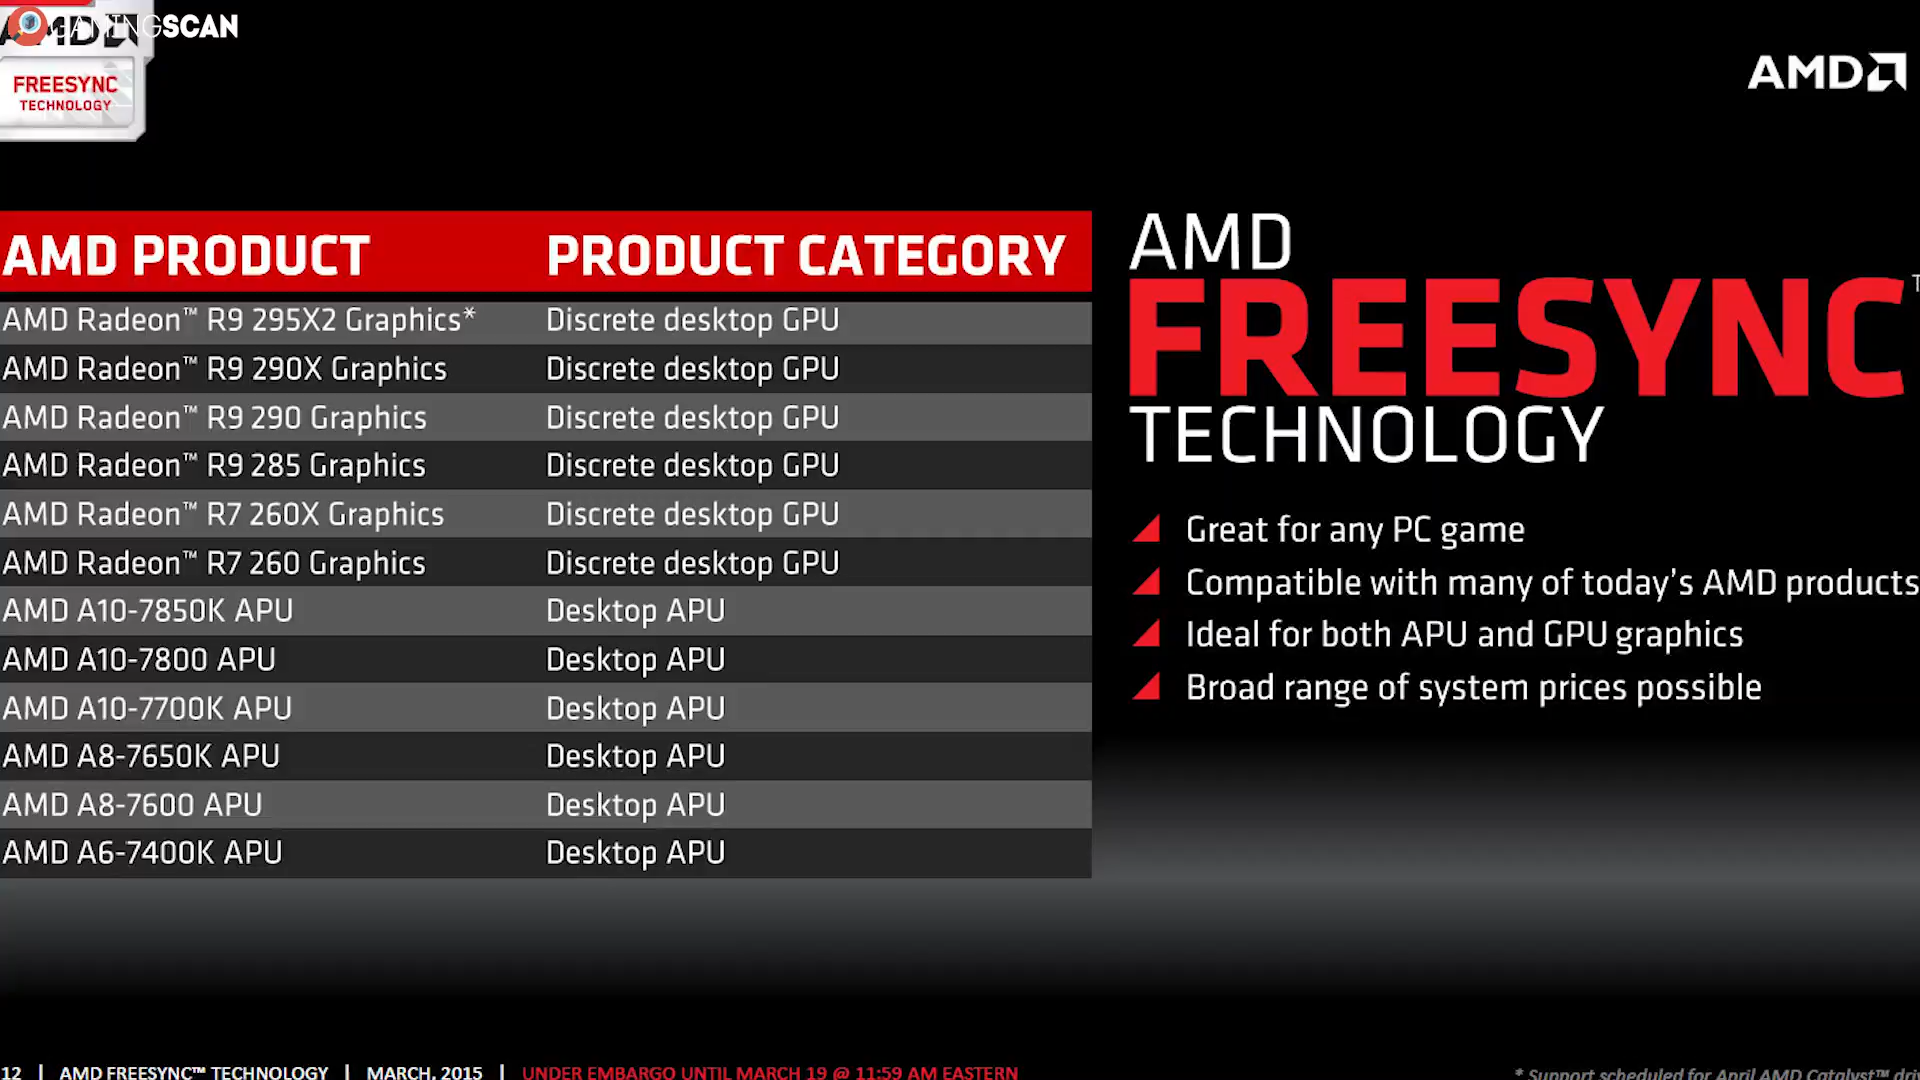 GAMINGSCAN
AMD
FREESYNC
TECHNOLOGY
AMD
AMD PRODUCT PRODUCT CATEGORY
AMD Radeon™ R9 295X2 Graphics* Discrete desktop GPU
AMD Radeon™ R9 290X Graphics Discrete desktop GPU
AMD Radeon™ R9 290 Graphics Discrete desktop GPU
AMD Radeon™ R9 285 Graphics Discrete desktop GPU
AMD Radeon™ R7 260X Graphics Discrete desktop GPU
AMD Radeon™ R7 260 Graphics Discrete desktop GPU
AMD A10-7850K APU Desktop APU
AMD A10-7800 APU Desktop APU
AMD A10-7700K APU Desktop APU
AMD A8-7650K APU Desktop APU
AMD A8-7600 APU Desktop APU
AMD A6-7400K APU Desktop APU
AMD
FREESYNC
TECHNOLOGY
Great for any PC game
Compatible with many of today's AMD products
Ideal for both APU and GPU graphics
Broad range of system prices possible
12 | AMD FREESYNC™ TECHNOLOGY | MARCH, 2015 | UNDER EMBARGO UNTIL MARCH 19 @ 11:59 AM EASTERN
* Support scheduled for April AMD Catalyst™